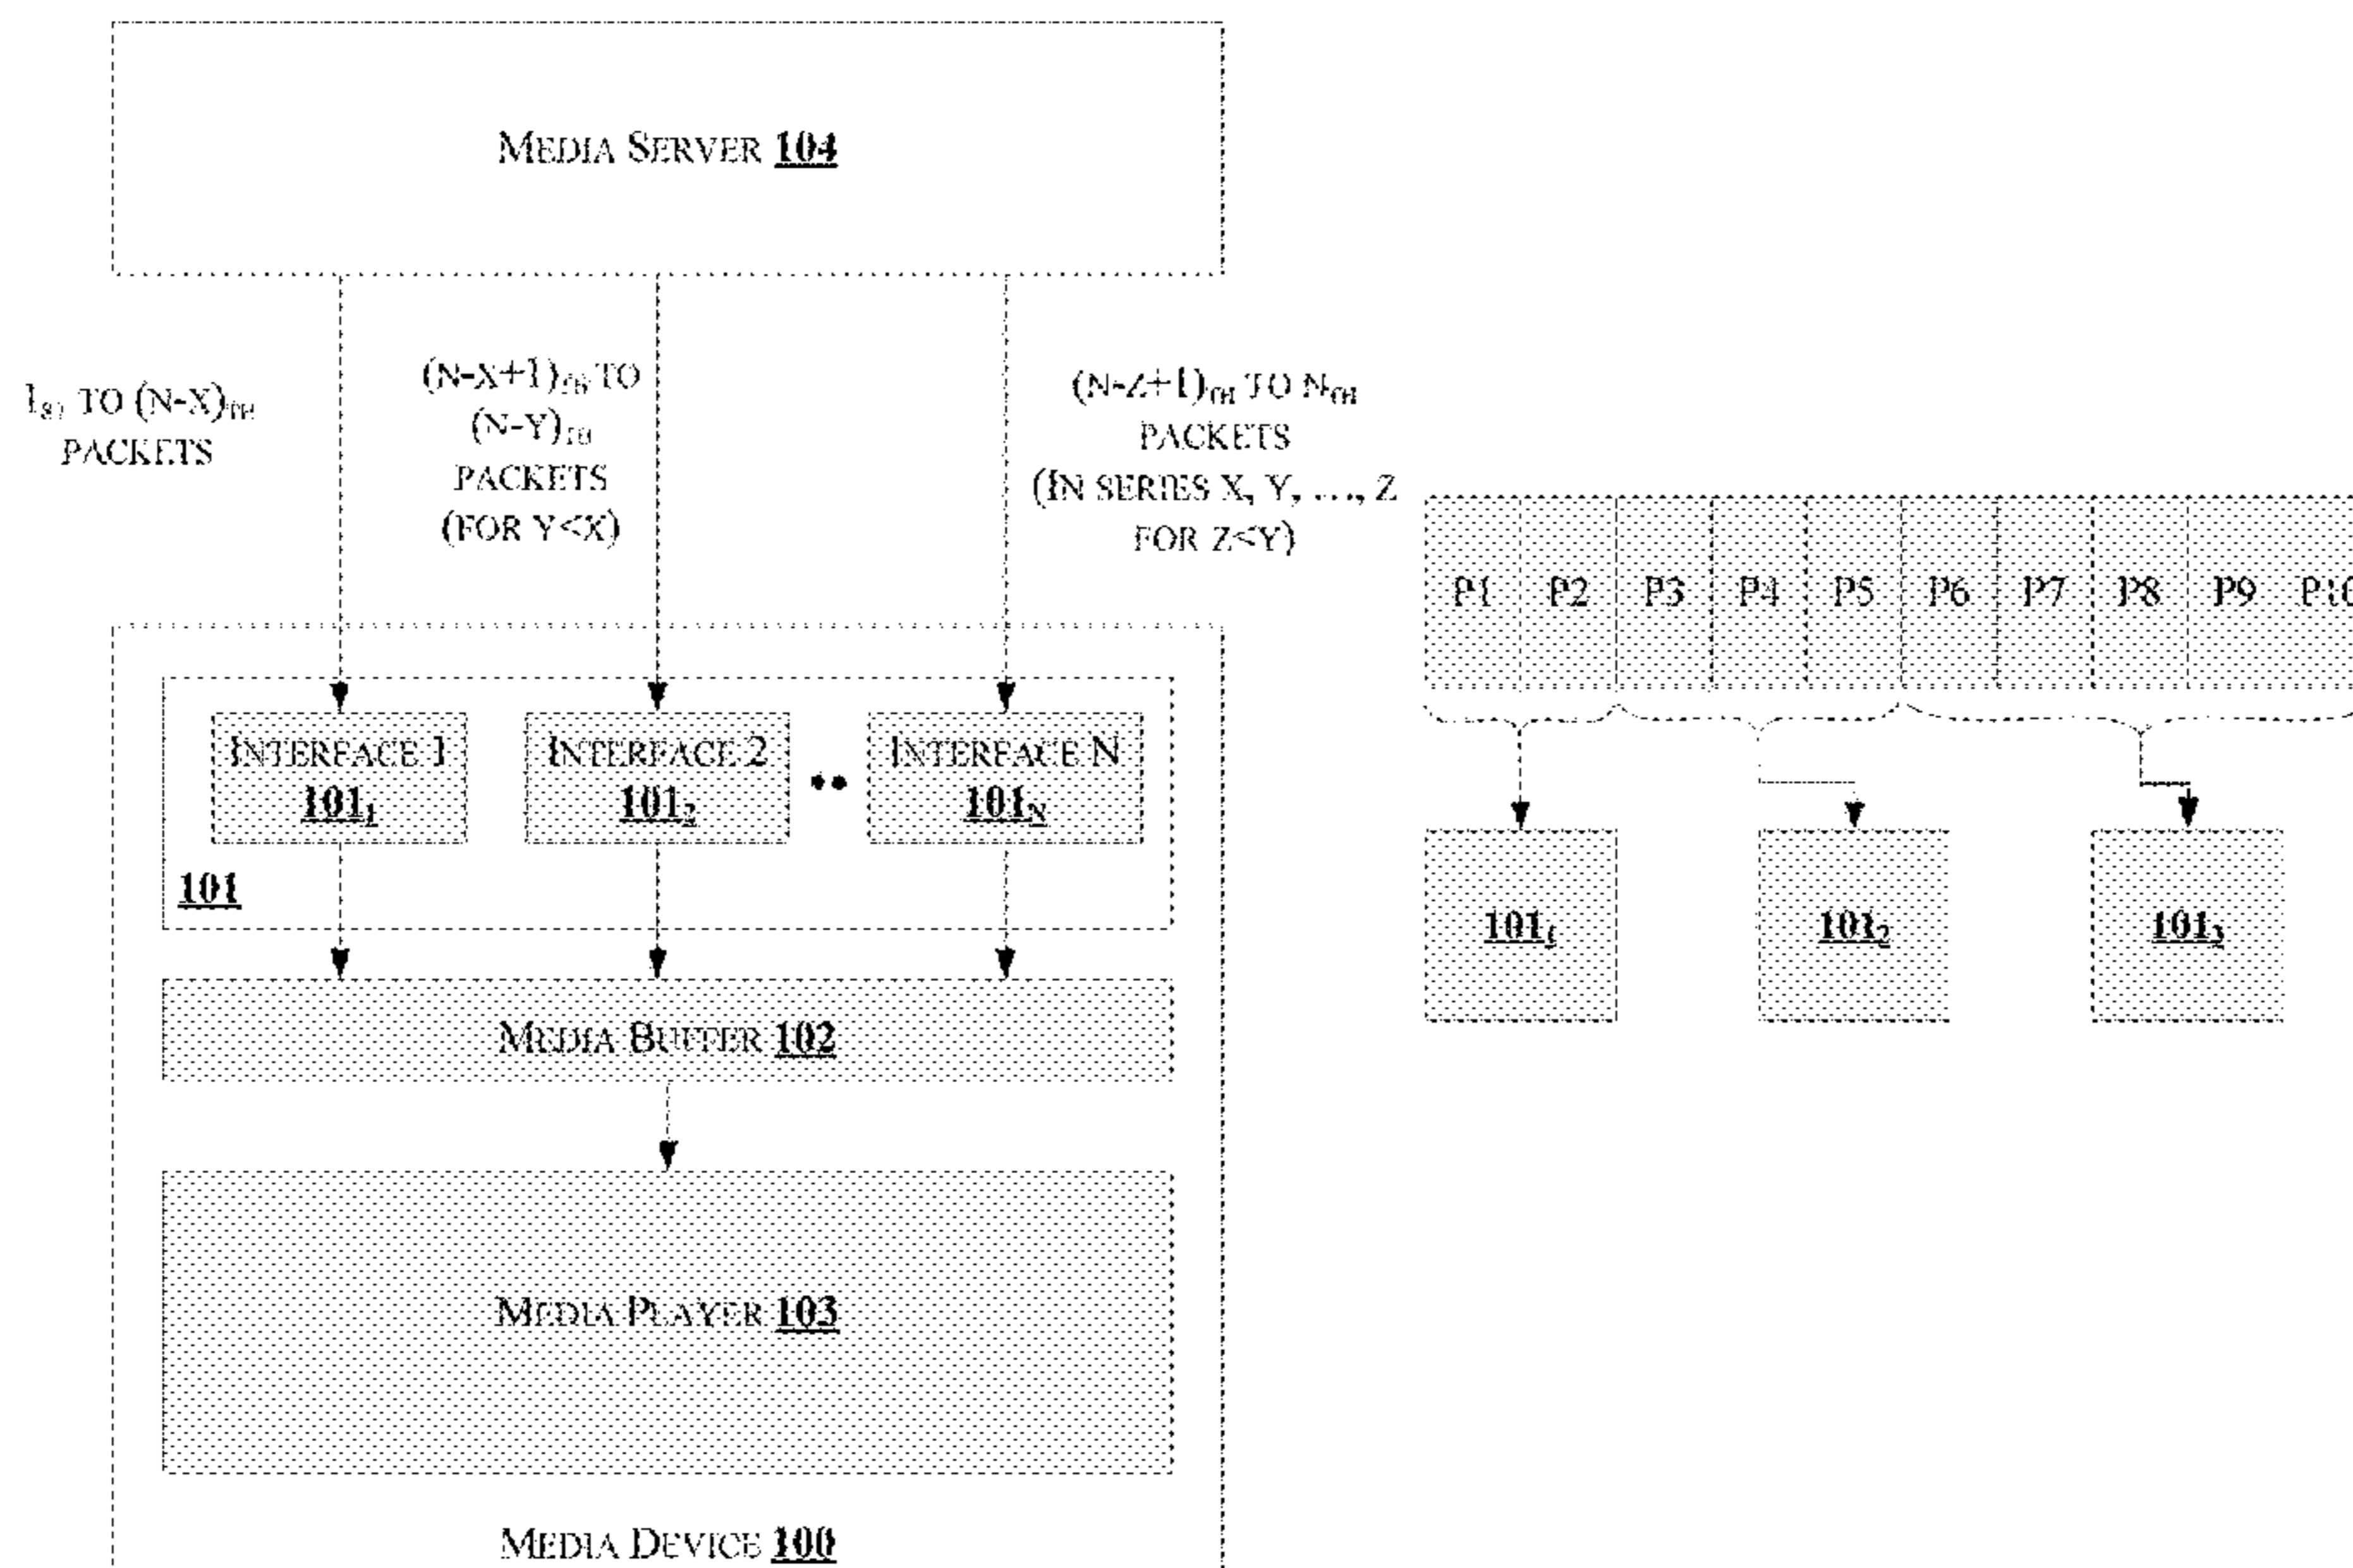 MEDIA SERVER 104
1ST TO (N-X)TH
PACKETS
(N-X+1)TH TO
(N-Y)TH
PACKETS
(FOR Y<X)
(N-Z+1)TH TO NTH
PACKETS
(IN SERIES X, Y, ..., Z
FOR Z<Y)
INTERFACE 1
101₁
INTERFACE 2
101₂
••
INTERFACE N
101N
101
MEDIA BUFFER 102
MEDIA PLAYER 103
MEDIA DEVICE 100
P1 P2 P3 P4 P5 P6 P7 P8 P9 P10
101₁
101₂
101₃